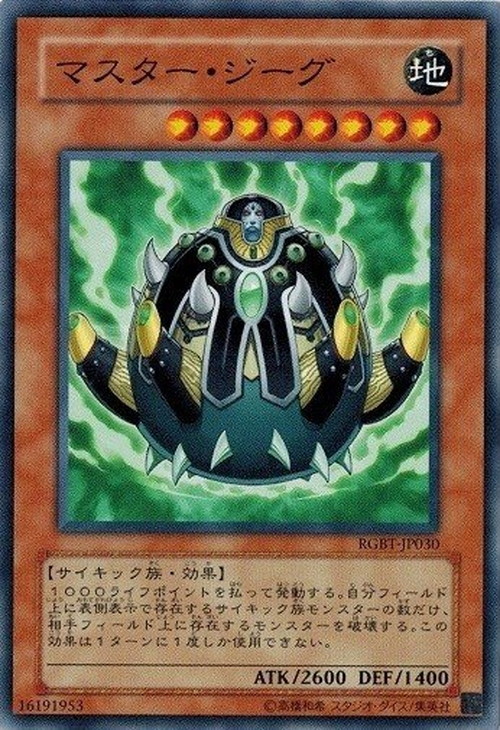 マスター・ジーグ
地
RGBT-JP030
【サイキック族・効果】
1000ライフポイントを払って発動する。自分フィールド
上に表側表示で存在するサイキック族モンスターの数だけ、
相手フィールド上に存在するモンスターを破壊する。この
効果は1ターンに1度しか使用できない。
ATK/2600 DEF/1400
16191953
©高橋和希 スタジオ・ダイス/集英社